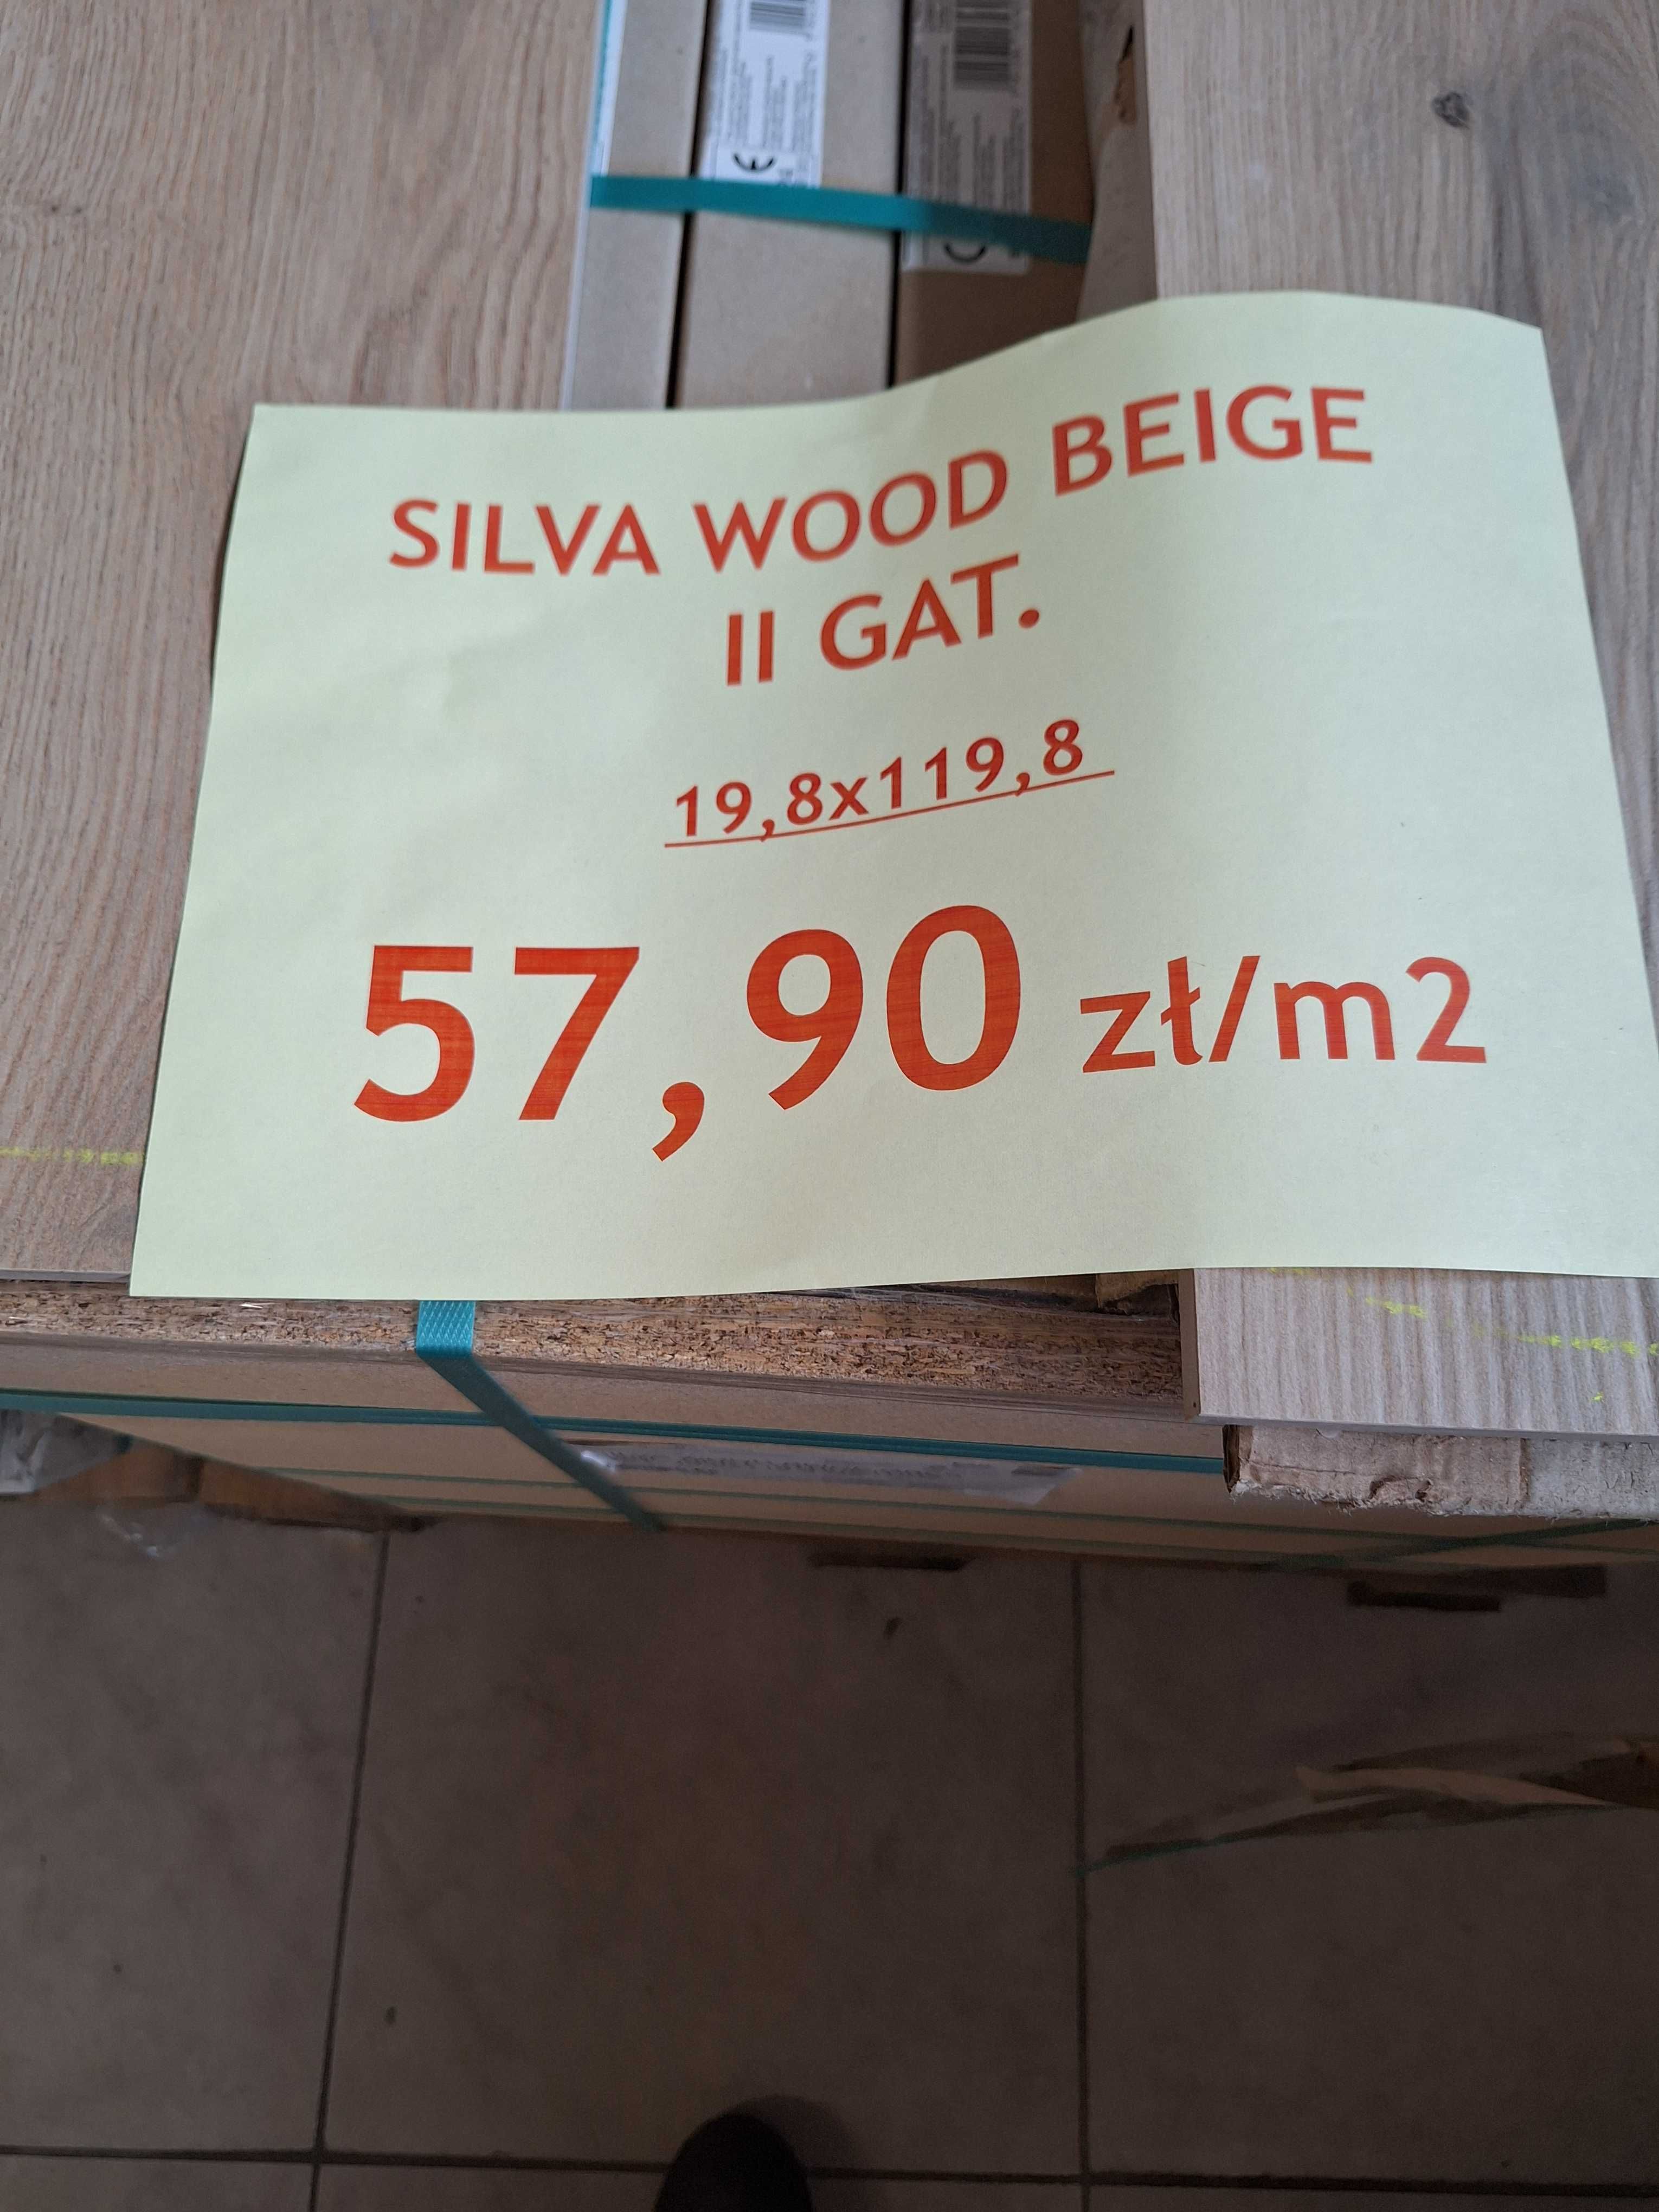 SILVA WOOD BEIGE
II GAT.
19,8x119,8
57,90 zł/m2